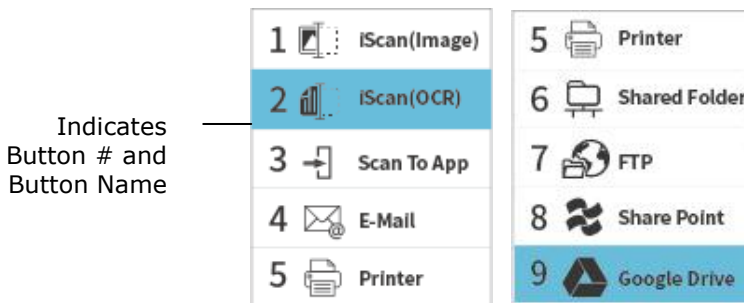 Indicates
Button # and
Button Name
1 iScan(Image)
2 iScan(OCR)
3 Scan To App
4 E-Mail
5 Printer
5 Printer
6 Shared Folder
7 FTP
8 Share Point
9 Google Drive